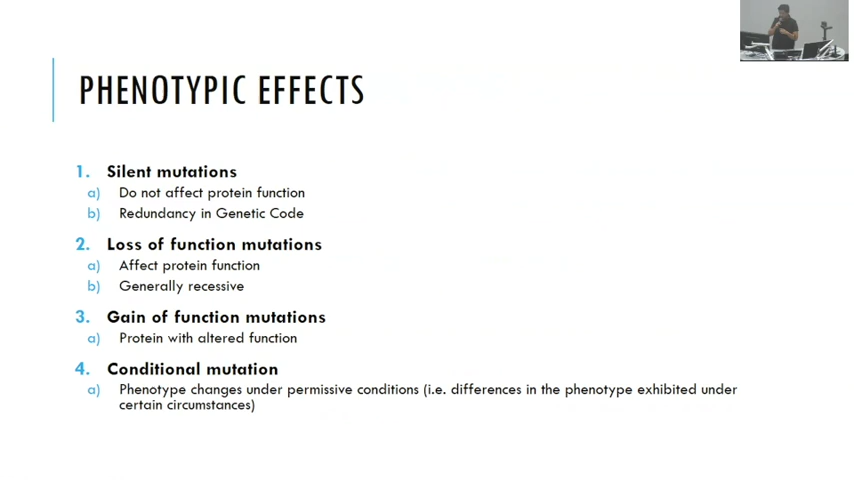 PHENOTYPIC EFFECTS
1. Silent mutations
a) Do not affect protein function
b) Redundancy in Genetic Code
2. Loss of function mutations
a) Affect protein function
b) Generally recessive
3. Gain of function mutations
a) Protein with altered function
4. Conditional mutation
a) Phenotype changes under permissive conditions (i.e. differences in the phenotype exhibited under
certain circumstances)